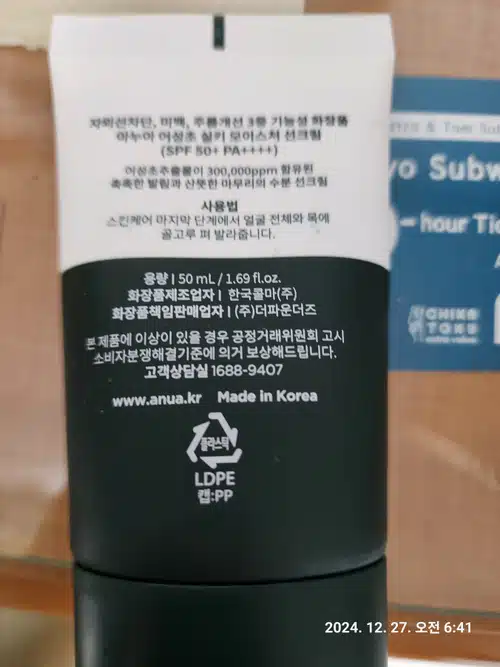 자외선차단, 미백, 주름개선 3중 기능성 화장품
아누아 어성초 실키 모이스처 선크림
(SPF 50+ PA++++)
어성초추출물이 300,000ppm 함유된
촉촉한 발림과 산뜻한 마무리의 수분 선크림
사용법
스킨케어 마지막 단계에서 얼굴 전체와 목에
골고루 펴 발라줍니다.
용량 | 50 mL / 1.69 fl.oz.
화장품제조업자 | 한국콜마(주)
화장품책임판매업자 | (주)더파운더즈
본 제품에 이상이 있을 경우 공정거래위원회 고시
소비자분쟁해결기준에 의거 보상해드립니다.
고객상담실 1688-9407
www.anua.kr Made in Korea
플라스틱
LDPE
캡:PP
yo Subw
-hour Tic
2024. 12. 27. 오전 6:41